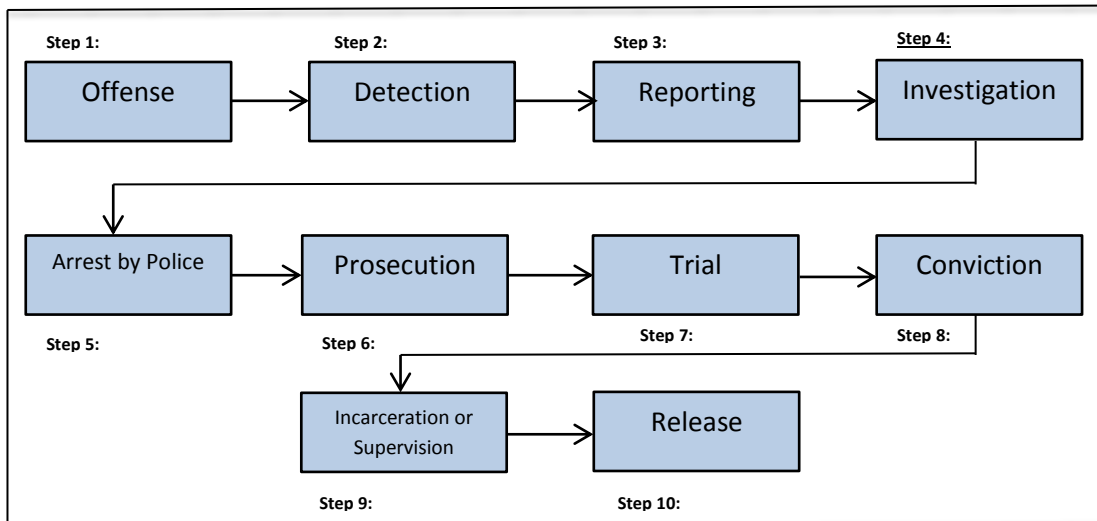 Step 1:
Step 2:
Step 3:
Step 4:
Offense
Detection
Reporting
Investigation
Arrest by Police
Prosecution
Trial
Conviction
Step 5:
Step 6:
Step 7:
Step 8:
Incarceration or
Supervision
Release
Step 9:
Step 10: